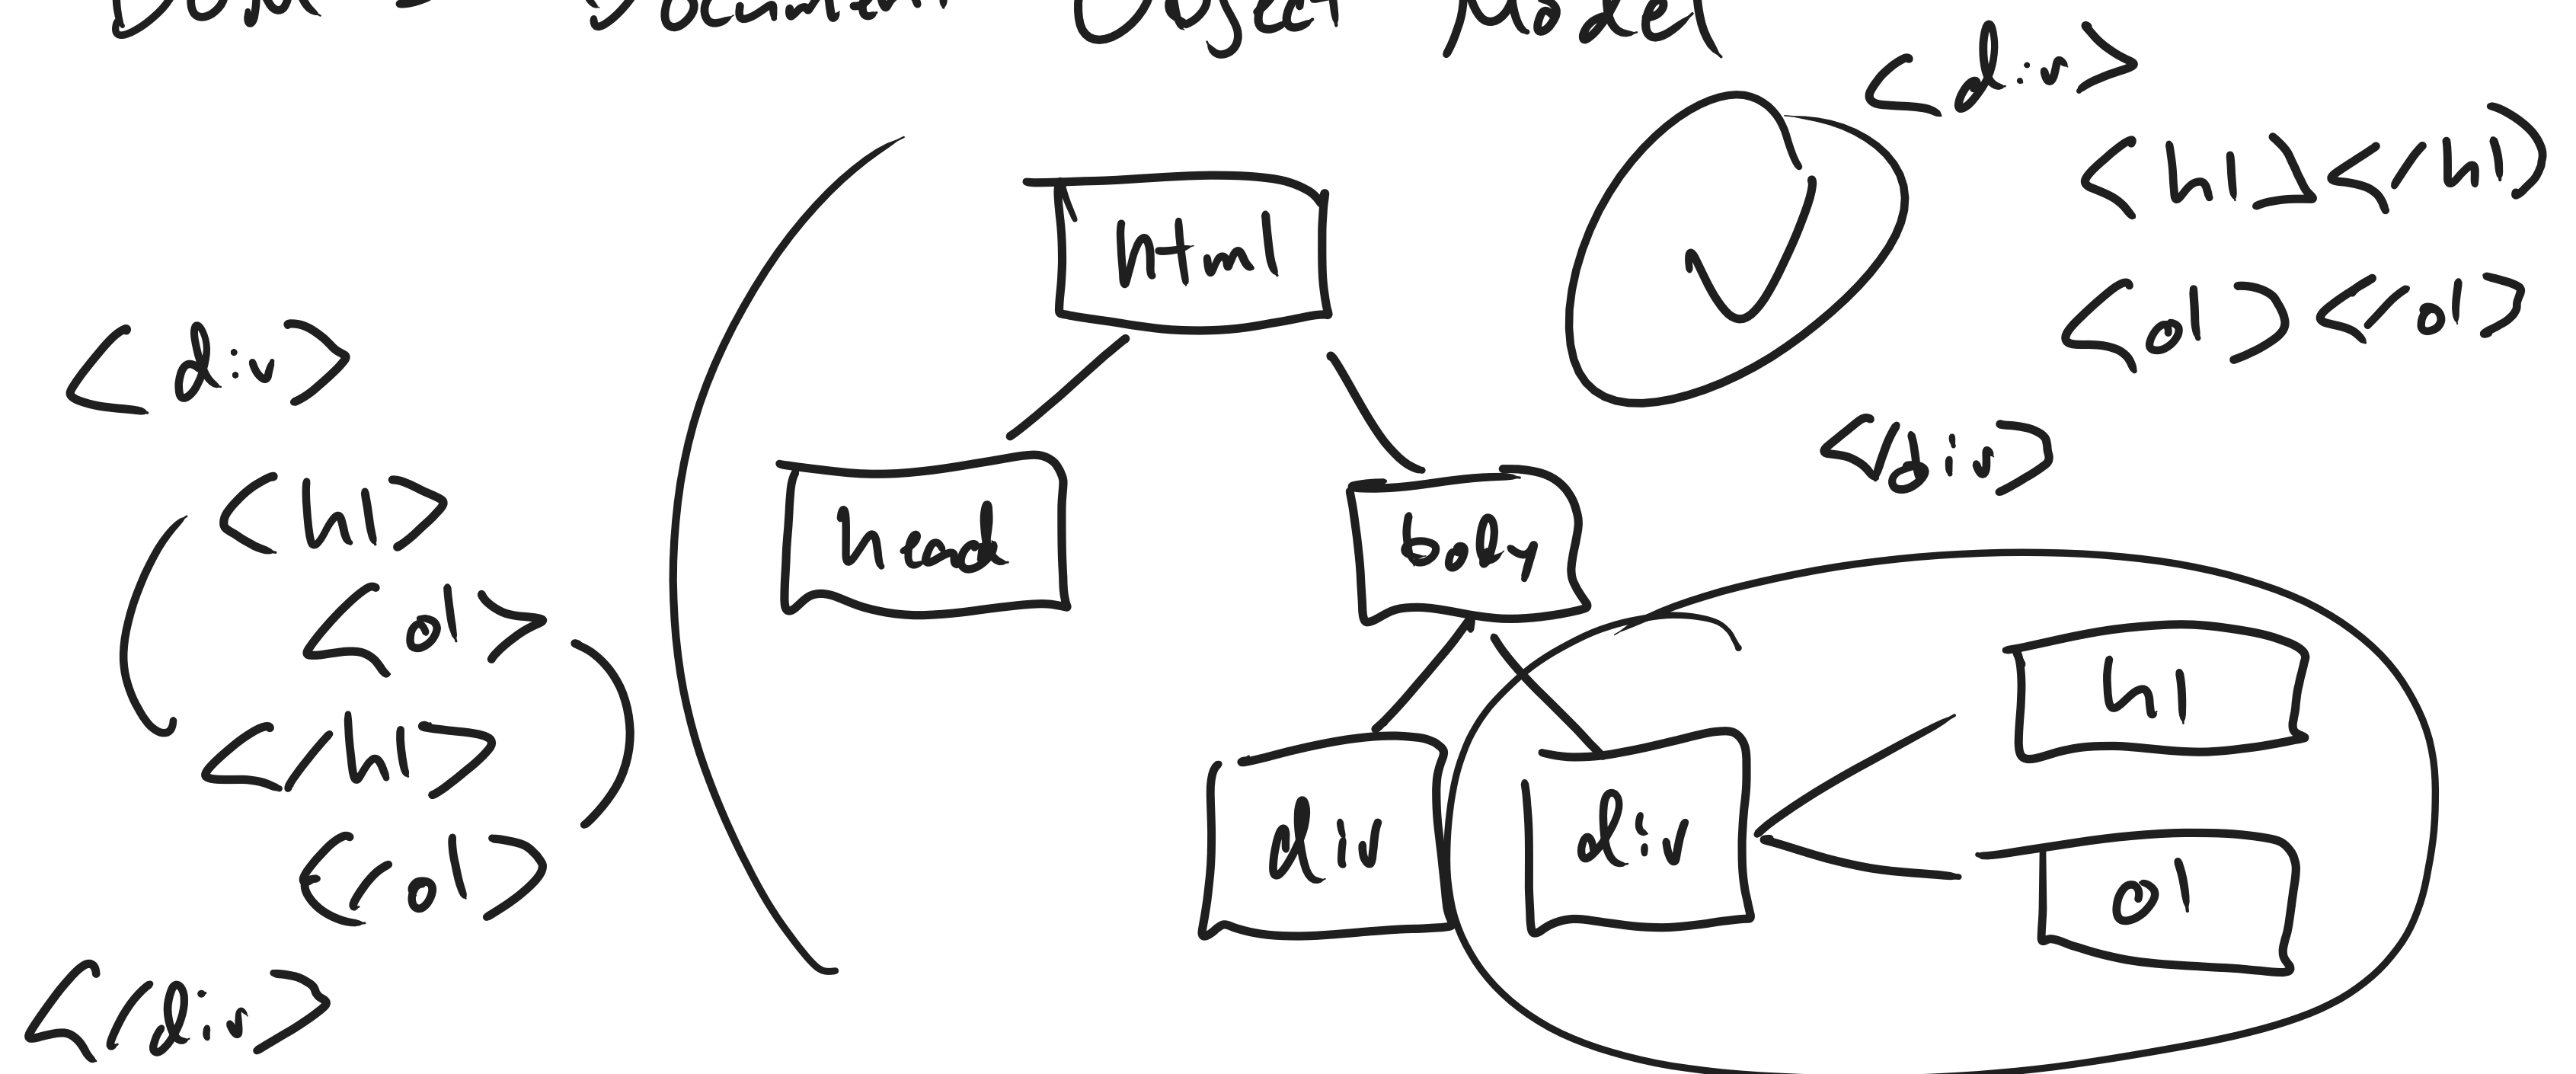 DOM = Document Object Model
<div>
<h1></h1>
<ol></ol>
</div>
html
head
body
div
div
h1
ol
<div>
<h1>
<ol>
</h1>
</ol>
</div>